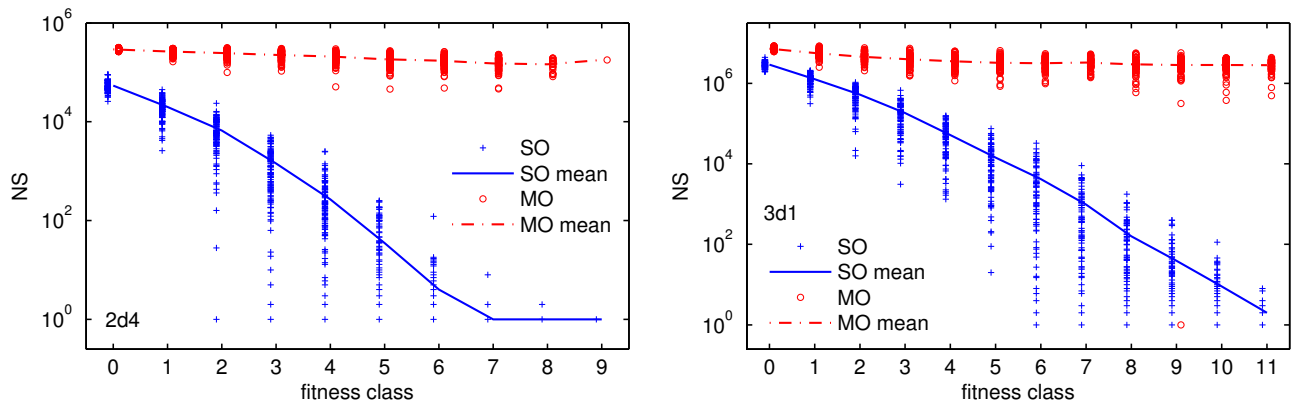 10^6
10^4
10^2
10^0
NS
SO
SO mean
MO
MO mean
2d4
0 1 2 3 4 5 6 7 8 9
fitness class
10^6
10^4
10^2
10^0
NS
3d1
SO
SO mean
MO
MO mean
0 1 2 3 4 5 6 7 8 9 10 11
fitness class